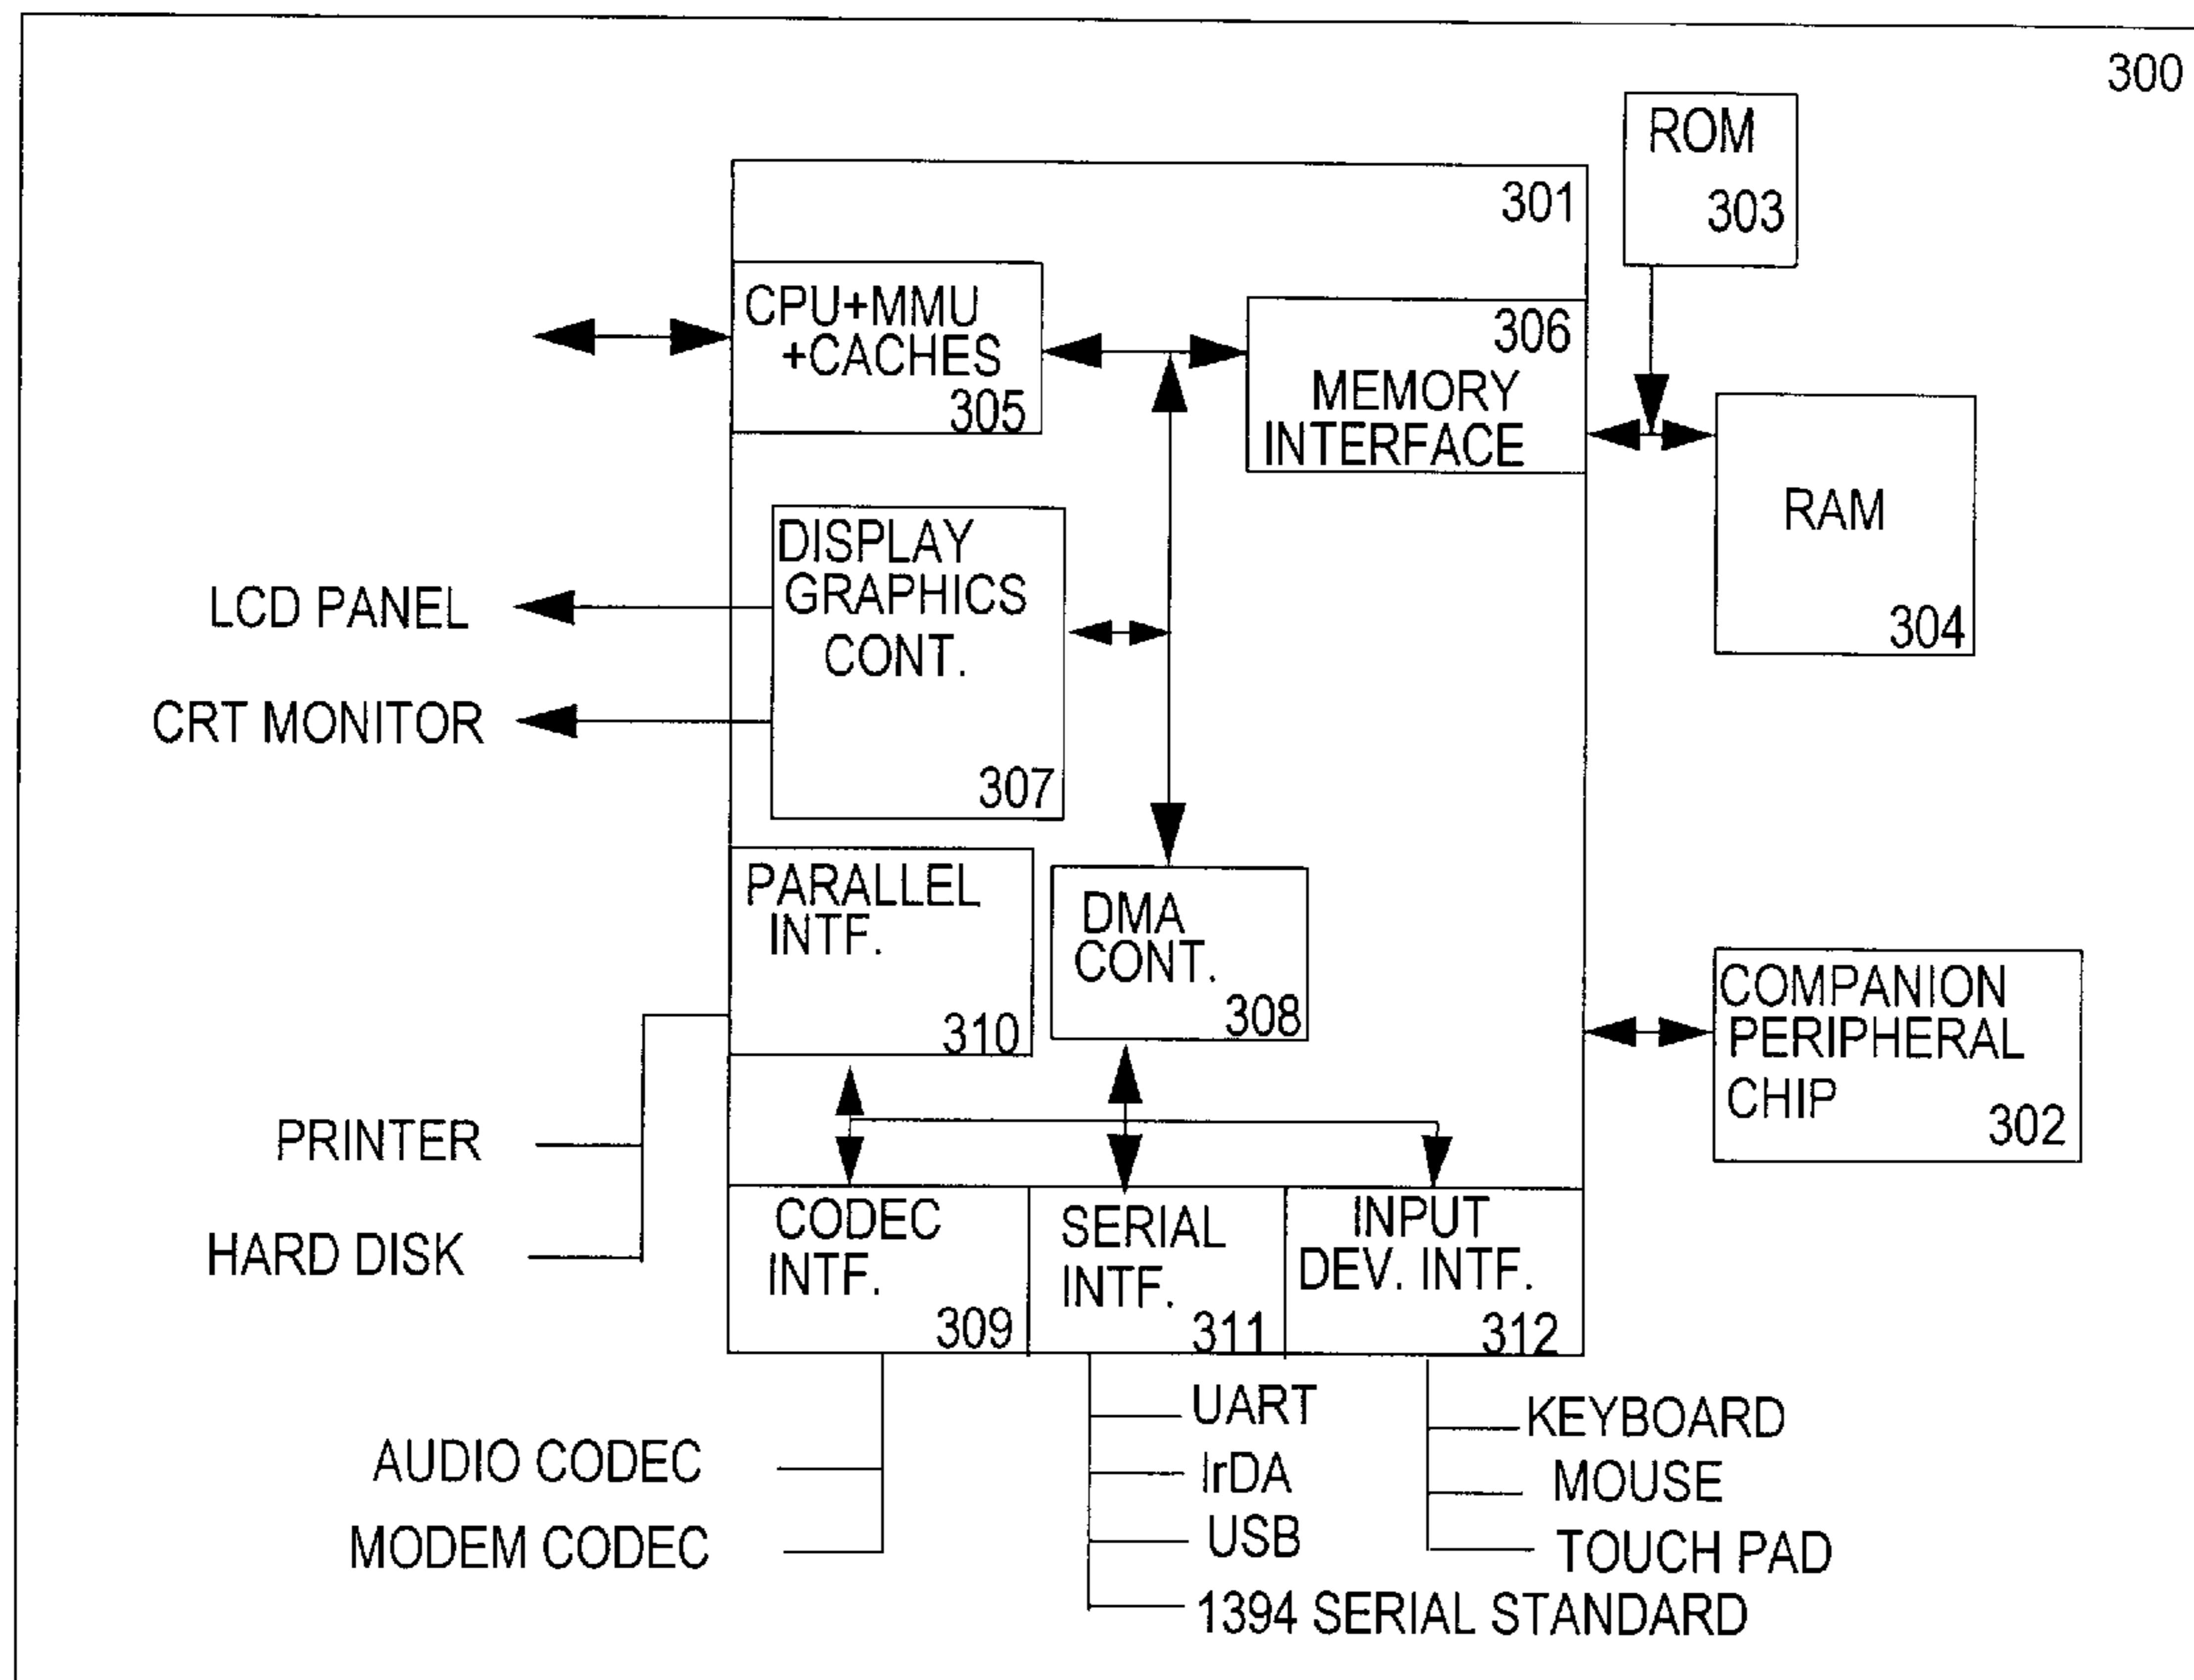 300
ROM
303
301
CPU+MMU
+CACHES
305
306
MEMORY
INTERFACE
RAM
304
DISPLAY
GRAPHICS
CONT.
307
LCD PANEL
CRT MONITOR
PARALLEL
INTF.
310
DMA
CONT.
308
COMPANION
PERIPHERAL
CHIP
302
PRINTER
HARD DISK
CODEC
INTF.
309
SERIAL
INTF.
311
INPUT
DEV. INTF.
312
AUDIO CODEC
MODEM CODEC
UART
IrDA
USB
1394 SERIAL STANDARD
KEYBOARD
MOUSE
TOUCH PAD